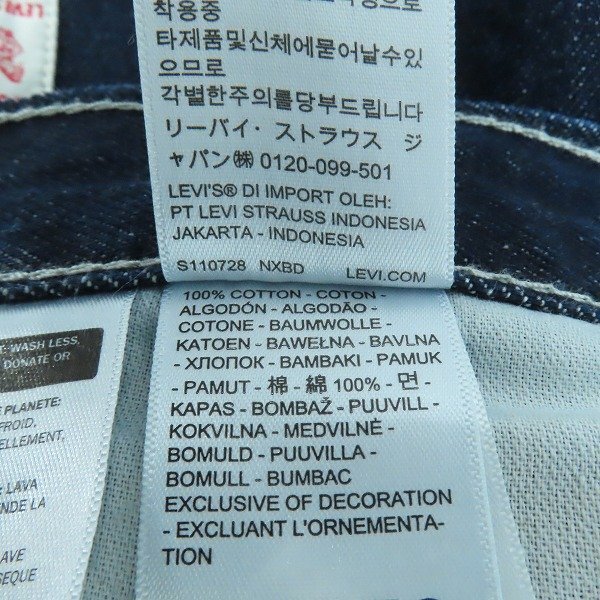 착용중
타제품및신체에묻어날수있
으므로
각별한주의를당부드립니다
リーバイ・ストラウス ジ
ャパン㈱ 0120-099-501
LEVI'S® DI IMPORT OLEH:
PT LEVI STRAUSS INDONESIA
JAKARTA - INDONESIA
S110728 NXBD LEVI.COM
100% COTTON - COTON -
ALGODÓN - ALGODÃO -
COTONE - BAUMWOLLE -
KATOEN - BAWEŁNA - BAVLNA
- ХЛОПОК - BAMBAKI - PAMUK
- PAMUT - 棉 - 綿 100% - 면 -
KAPAS - BOMBAŽ - PUUVILL -
KOKVILNA - MEDVILNĖ -
BOMULD - PUUVILLA -
BOMULL - BUMBAC
EXCLUSIVE OF DECORATION
- EXCLUANT L'ORNEMENTA-
TION
WASH LESS,
DONATE OR
PLANETE:
FROID,
LAVA
DE LA